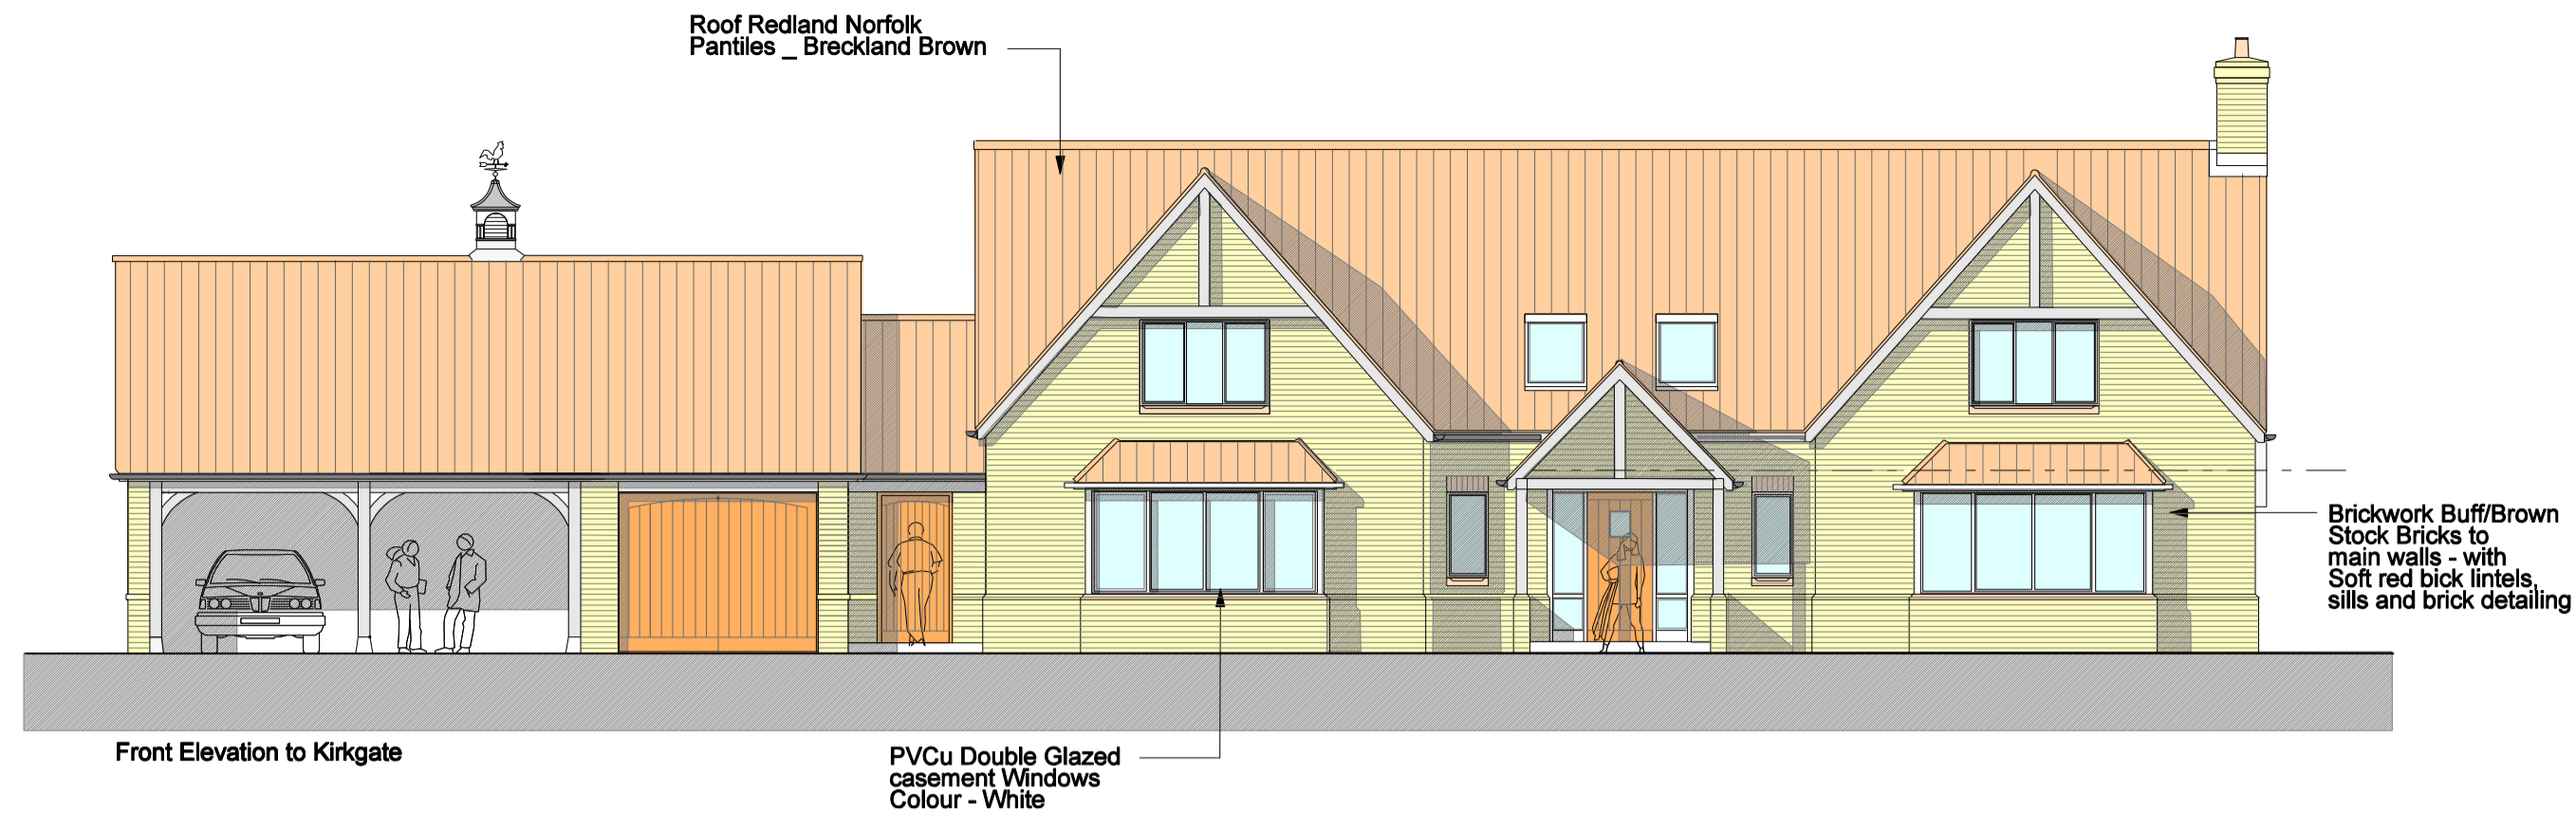 Roof Redland Norfolk
Pantiles _ Breckland Brown
Brickwork Buff/Brown
Stock Bricks to
main walls - with
Soft red bick lintels,
sills and brick detailing
Front Elevation to Kirkgate
PVCu Double Glazed
casement Windows
Colour - White